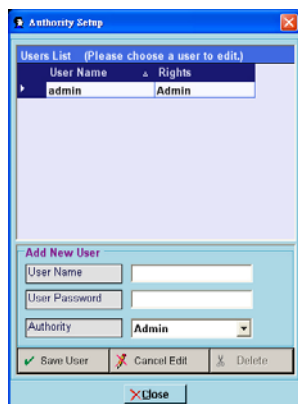 Authority Setup
Users List (Please choose a user to edit.)
User Name Rights
admin Admin
Add New User
User Name
User Password
Authority Admin
Save User Cancel Edit Delete
Close